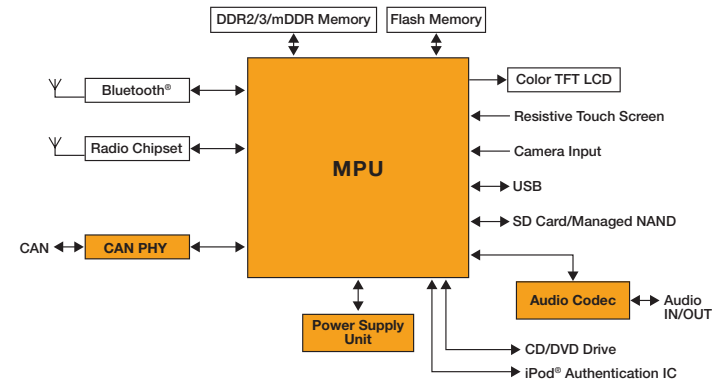 DDR2/3/mDDR Memory
Flash Memory
Bluetooth®
Color TFT LCD
Resistive Touch Screen
Radio Chipset
Camera Input
MPU
USB
SD Card/Managed NAND
CAN
CAN PHY
Audio Codec
Audio
IN/OUT
Power Supply
Unit
CD/DVD Drive
iPod® Authentication IC